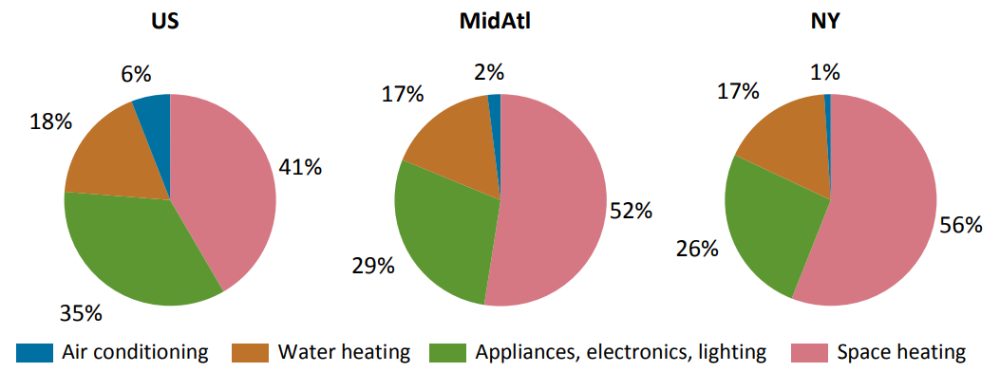 US MidAtl NY
6% 2% 1%
18% 17% 17%
41% 52% 56%
35% 29% 26%
Air conditioning Water heating Appliances, electronics, lighting Space heating